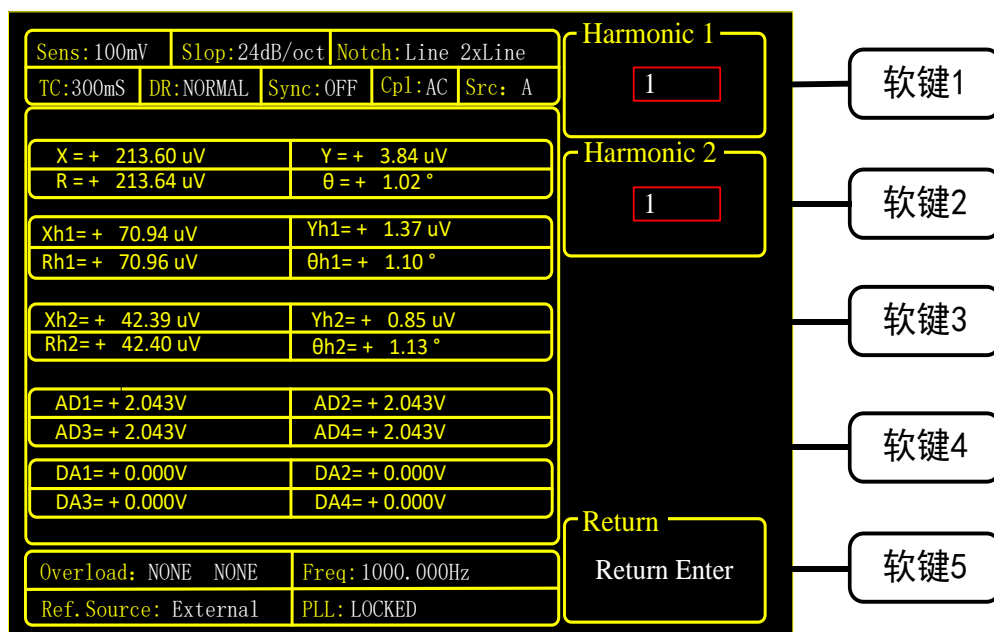 Sens:100mV Slop:24dB/oct Notch:Line 2xLine
TC:300mS DR:NORMAL Sync:OFF Cpl:AC Src: A
X = + 213.60 uV Y = + 3.84 uV
R = + 213.64 uV θ = + 1.02 °
Xh1= + 70.94 uV Yh1= + 1.37 uV
Rh1= + 70.96 uV θh1= + 1.10 °
Xh2= + 42.39 uV Yh2= + 0.85 uV
Rh2= + 42.40 uV θh2= + 1.13 °
AD1= + 2.043V AD2= + 2.043V
AD3= + 2.043V AD4= + 2.043V
DA1= + 0.000V DA2= + 0.000V
DA3= + 0.000V DA4= + 0.000V
Overload: NONE NONE Freq:1000.000Hz
Ref.Source: External PLL:LOCKED
Harmonic 1
1
Harmonic 2
1
Return
Return Enter
软键1
软键2
软键3
软键4
软键5